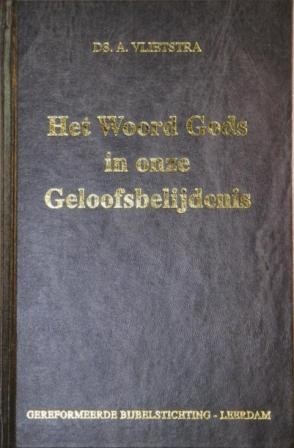 DS. A. VLIETSTRA
Het Woord Gods
in onze
Geloofsbelijdenis
GEREFORMEERDE BIJBELSTICHTING - LEERDAM